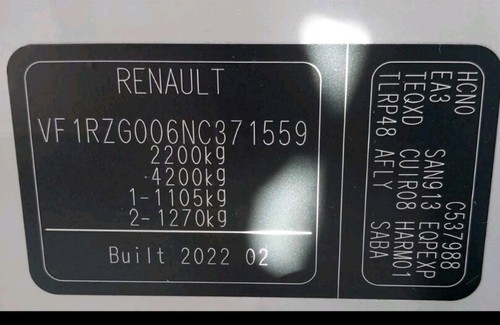 RENAULT
VF1RZG006NC371559
2200kg
4200kg
1-1105kg
2-1270kg
Built 2022 02
HCNO C537988
EA3 SAN913 EQPEXP
TEQXD CUIR08 HARM01
TLRP48 AFLY SABA